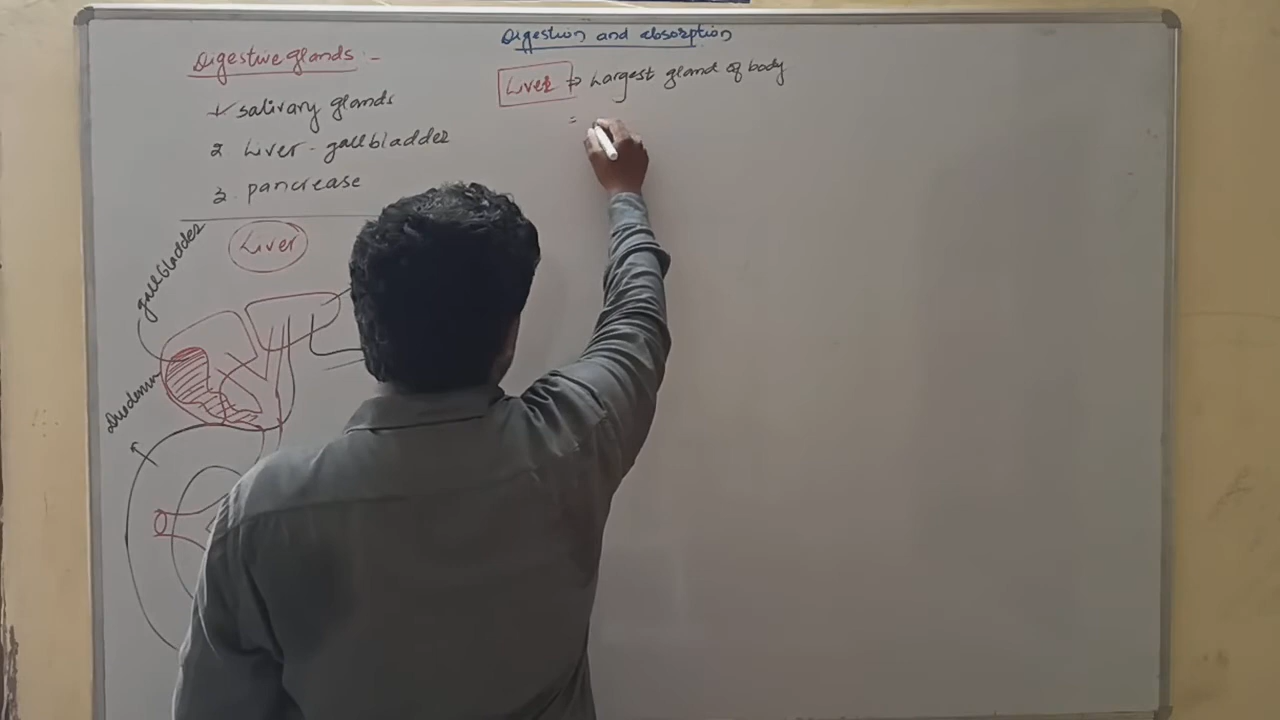 Digestion and absorption
Digestive glands -
1. salivary glands
2. Liver - gallbladder
3. pancrease
Liver
gallbladder
Duodenum
Liver => Largest gland of body
=